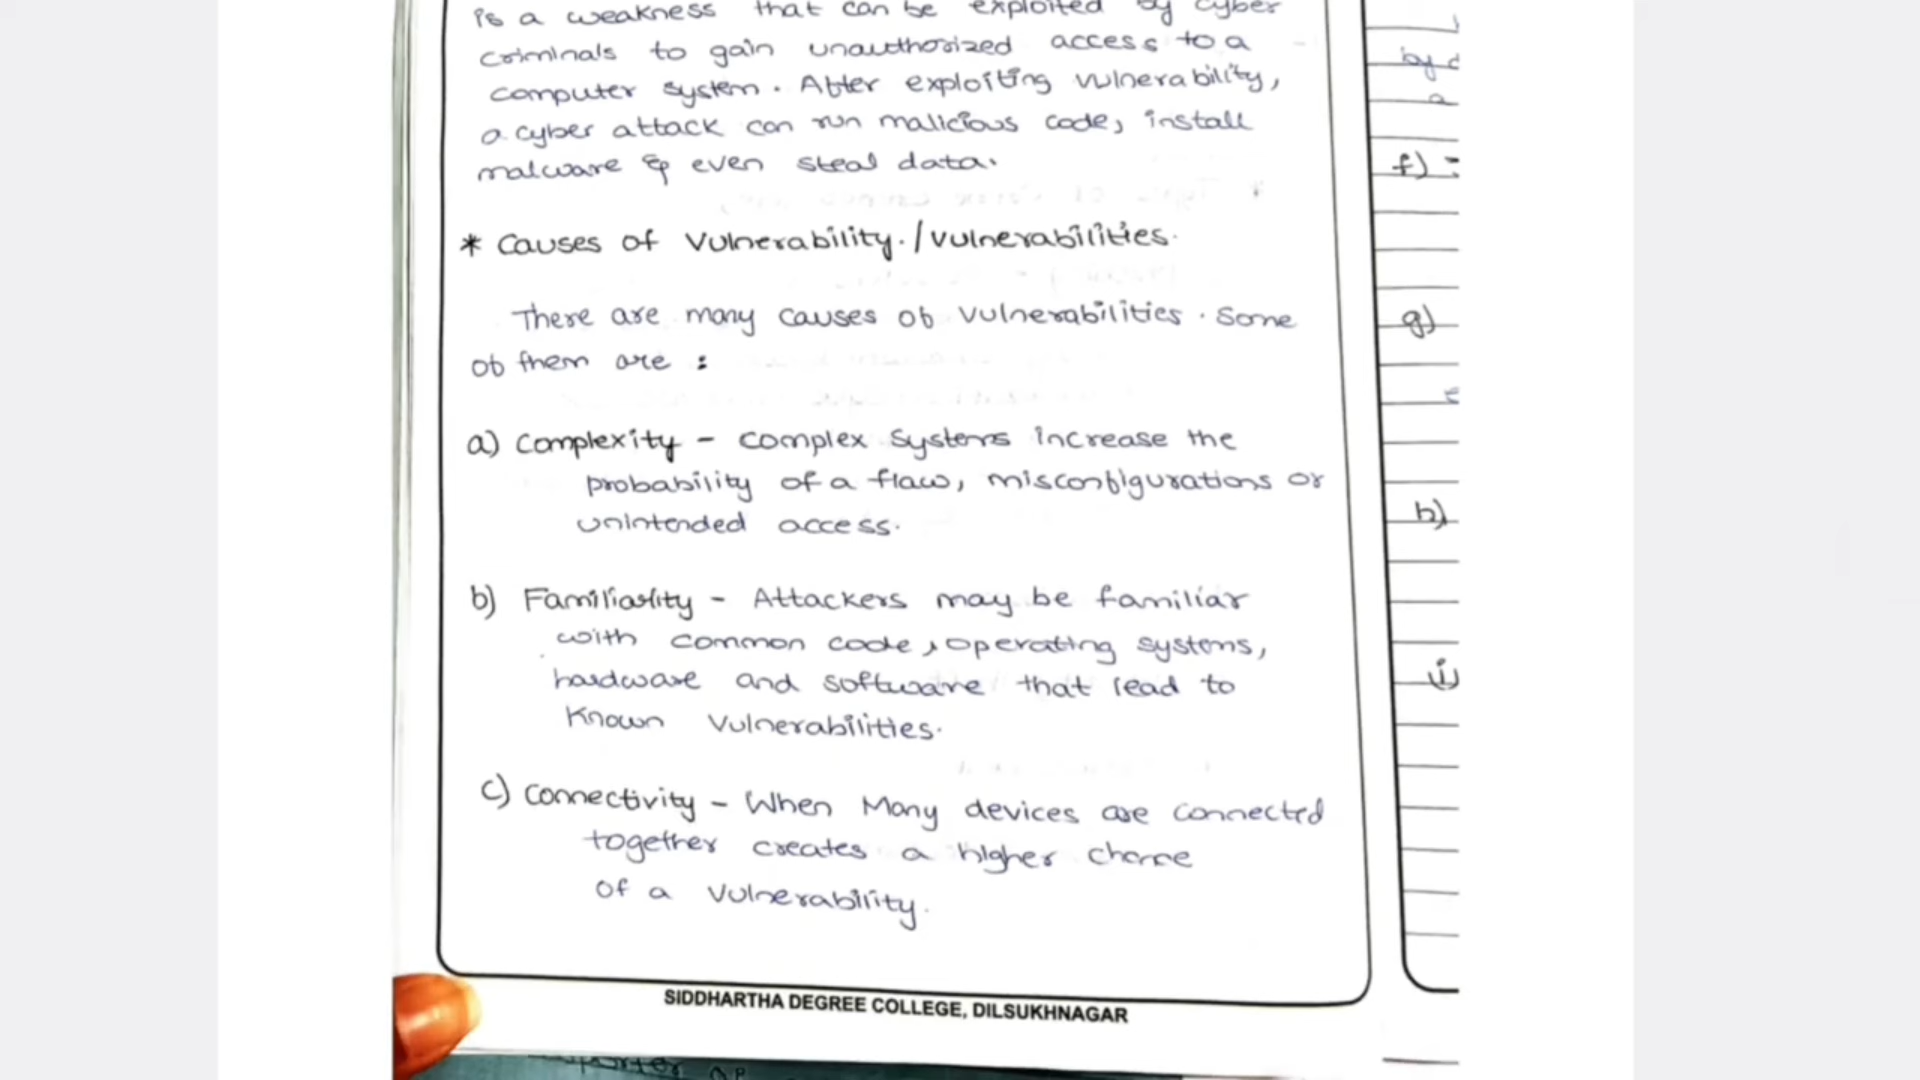 is a weakness that can be exploited by cyber
criminals to gain unauthorized access to a
computer system. After exploiting vulnerability,
a cyber attack can run malicious code, install
malware & even steal data.
* Causes of Vulnerability. / Vulnerabilities.
There are many causes of vulnerabilities. Some
of them are :
a) Complexity - Complex systems increase the
probability of a flaw, misconfigurations or
unintended access.
b) Familiarity - Attackers may be familiar
with common code, operating systems,
hardware and software that lead to
known vulnerabilities.
c) Connectivity - When Many devices are connected
together creates a higher chance
of a vulnerability.
SIDDHARTHA DEGREE COLLEGE, DILSUKHNAGAR
by
f)
g)
h)
i)